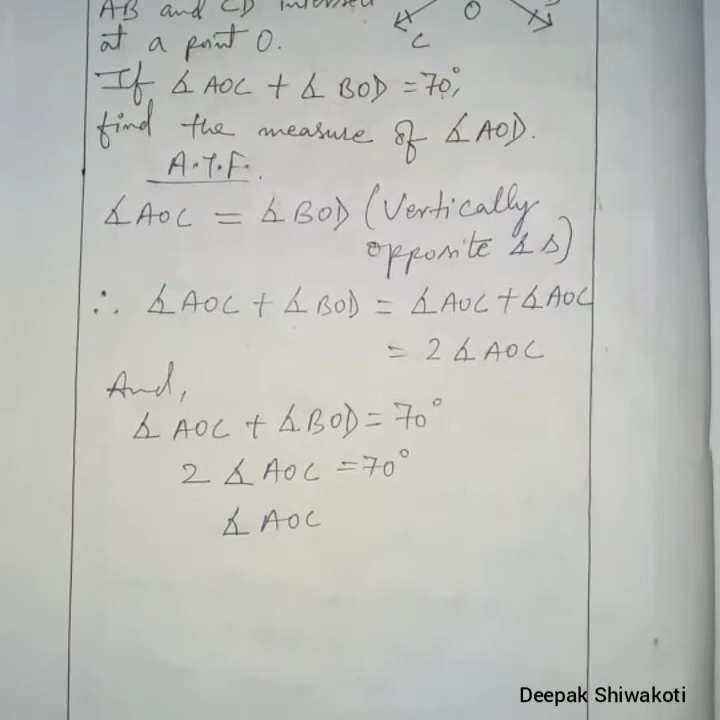 AB and CD intersect
at a point O.
O
C
If ∡AOC + ∡BOD = 70°,
find the measure of ∡AOD.
A.T.F.
∡AOC = ∡BOD (Vertically
opposite ∡s)
∴ ∡AOC + ∡BOD = ∡AOC + ∡AOC
= 2∡AOC
And,
∡AOC + ∡BOD = 70°
2 ∡AOC = 70°
∡AOC
Deepak Shiwakoti